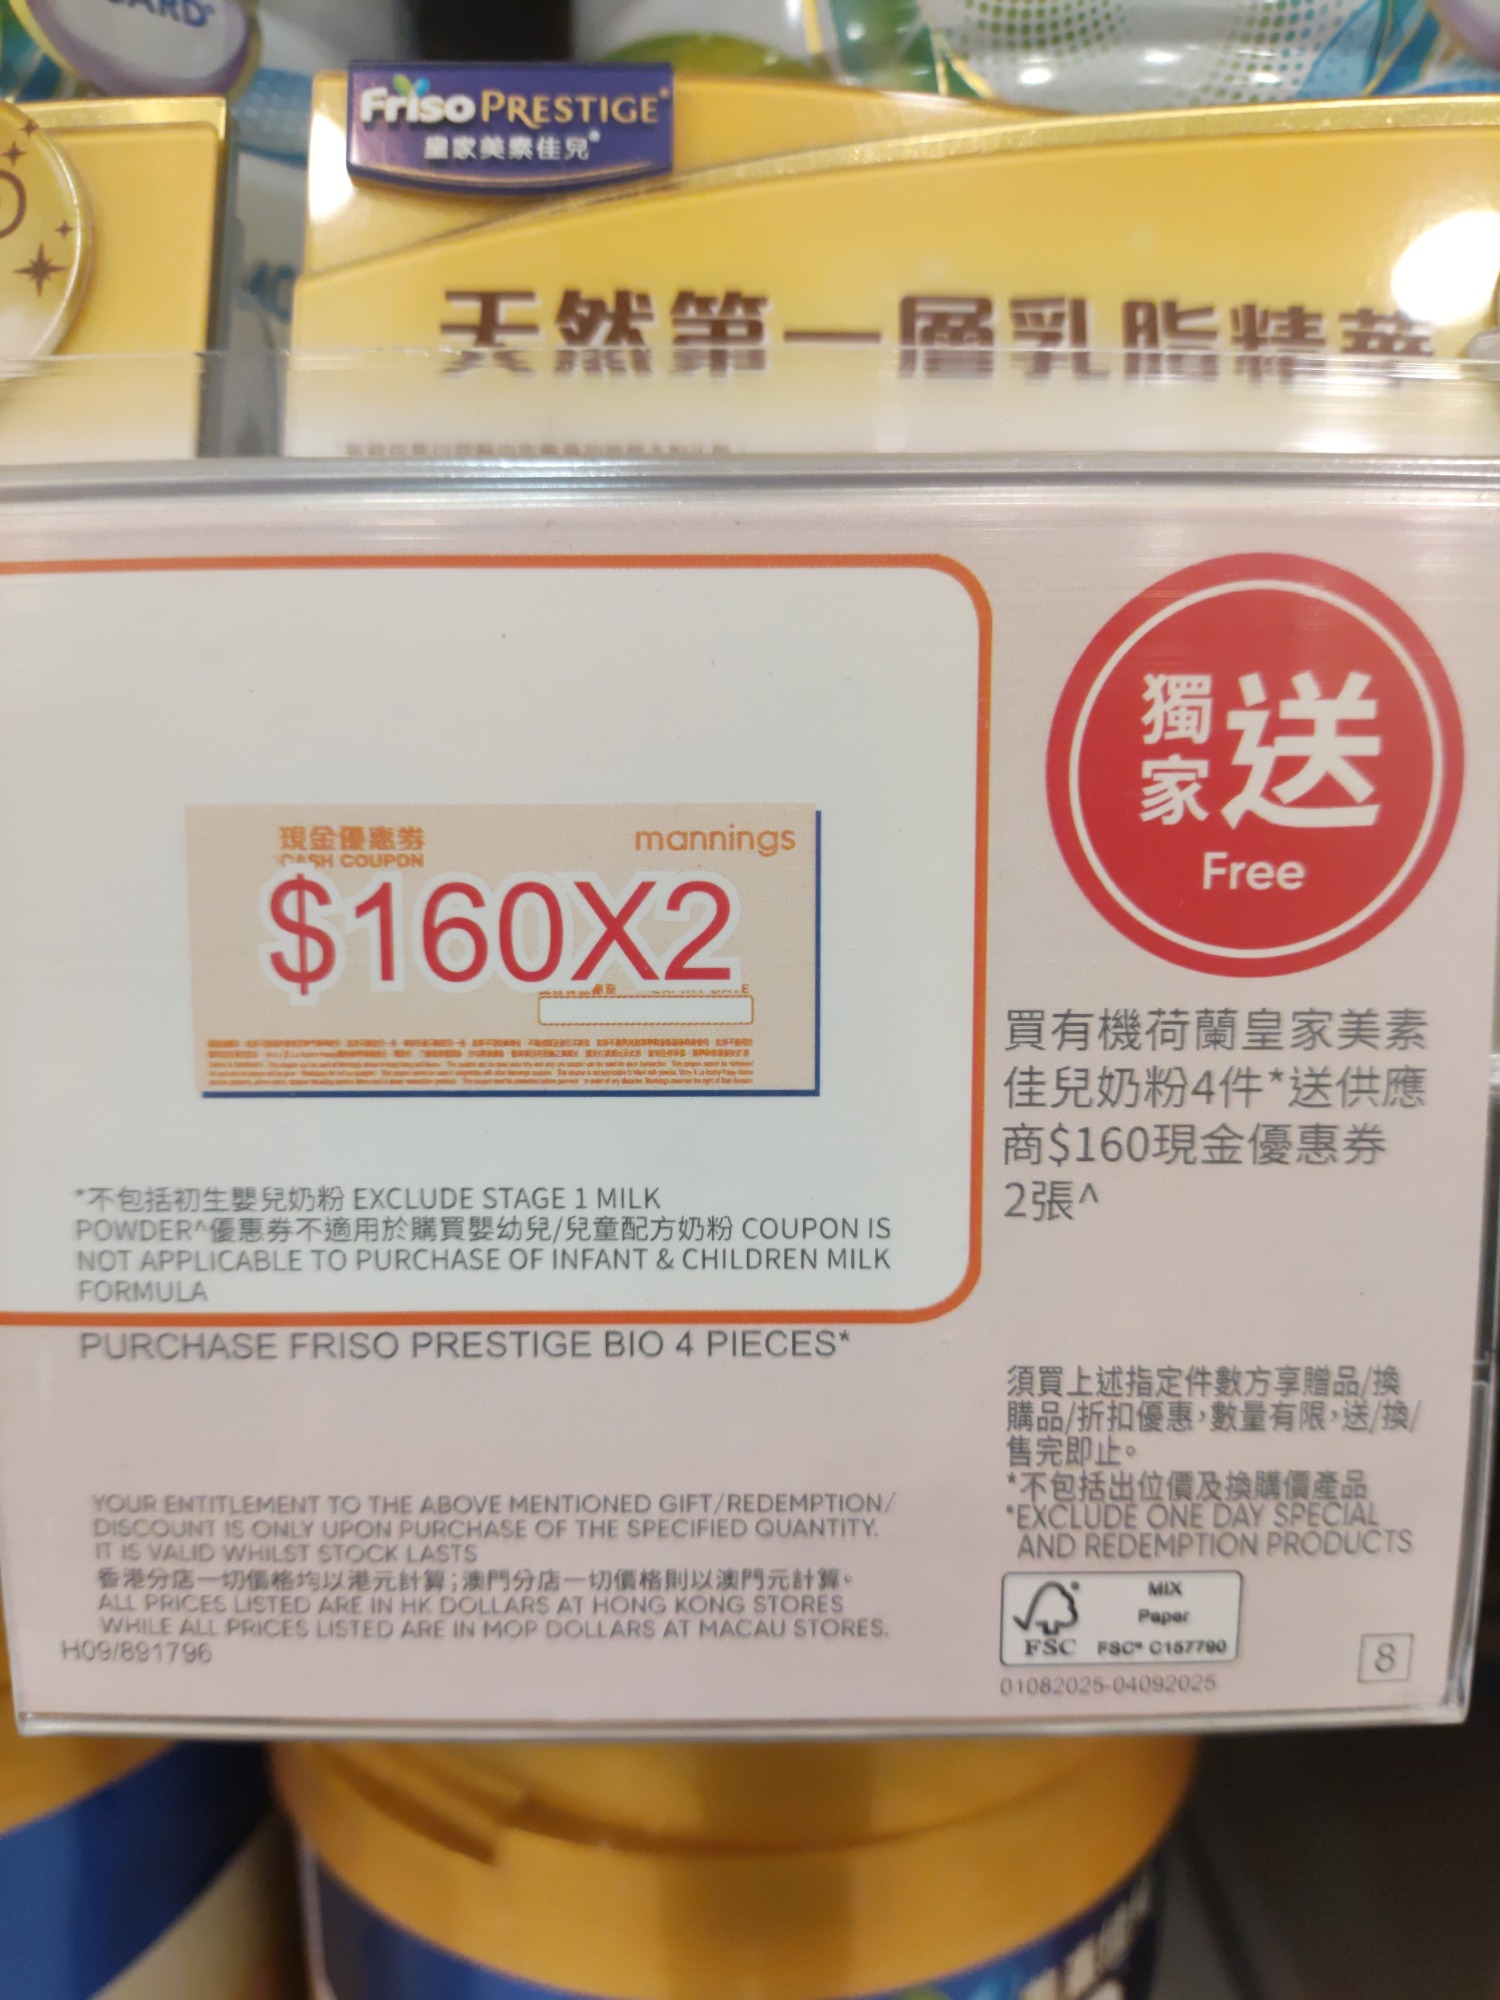 Friso PRESTIGE
皇家美素佳兒
天然第一層乳脂精華
現金優惠券
CASH COUPON
mannings
$160X2
獨家送
Free
買有機荷蘭皇家美素
佳兒奶粉4件*送供應
商$160現金優惠券
2張^
*不包括初生嬰兒奶粉 EXCLUDE STAGE 1 MILK
POWDER^優惠券不適用於購買嬰幼兒/兒童配方奶粉 COUPON IS
NOT APPLICABLE TO PURCHASE OF INFANT & CHILDREN MILK
FORMULA
PURCHASE FRISO PRESTIGE BIO 4 PIECES*
須買上述指定件數方享贈品/換
購品/折扣優惠,數量有限,送/換/
售完即止。
*不包括出位價及換購價產品
*EXCLUDE ONE DAY SPECIAL
AND REDEMPTION PRODUCTS
YOUR ENTITLEMENT TO THE ABOVE MENTIONED GIFT/REDEMPTION/
DISCOUNT IS ONLY UPON PURCHASE OF THE SPECIFIED QUANTITY.
IT IS VALID WHILST STOCK LASTS
香港分店一切價格均以港元計算;澳門分店一切價格則以澳門元計算。
ALL PRICES LISTED ARE IN HK DOLLARS AT HONG KONG STORES
WHILE ALL PRICES LISTED ARE IN MOP DOLLARS AT MACAU STORES.
H09/891796
MIX
Paper
FSC
FSC® C157790
01082025-04092025
8